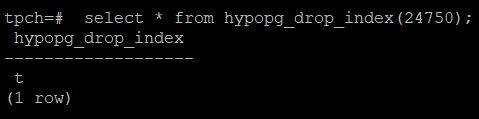 tpch=#  select * from hypopg_drop_index(24750);
 hypopg_drop_index
-------------------
 t
(1 row)